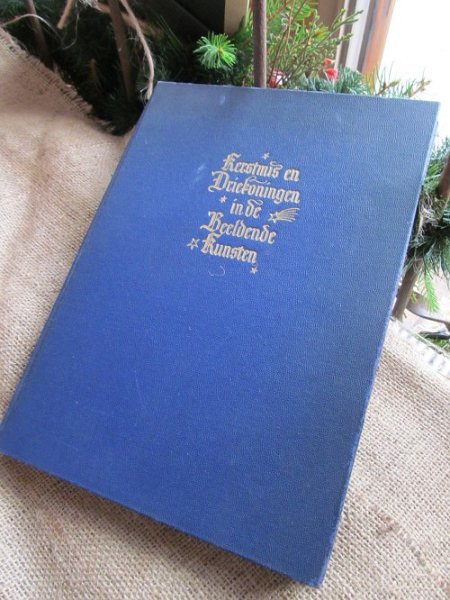 Kerstmis en
Driekoningen
in de
Beeldende
Kunsten